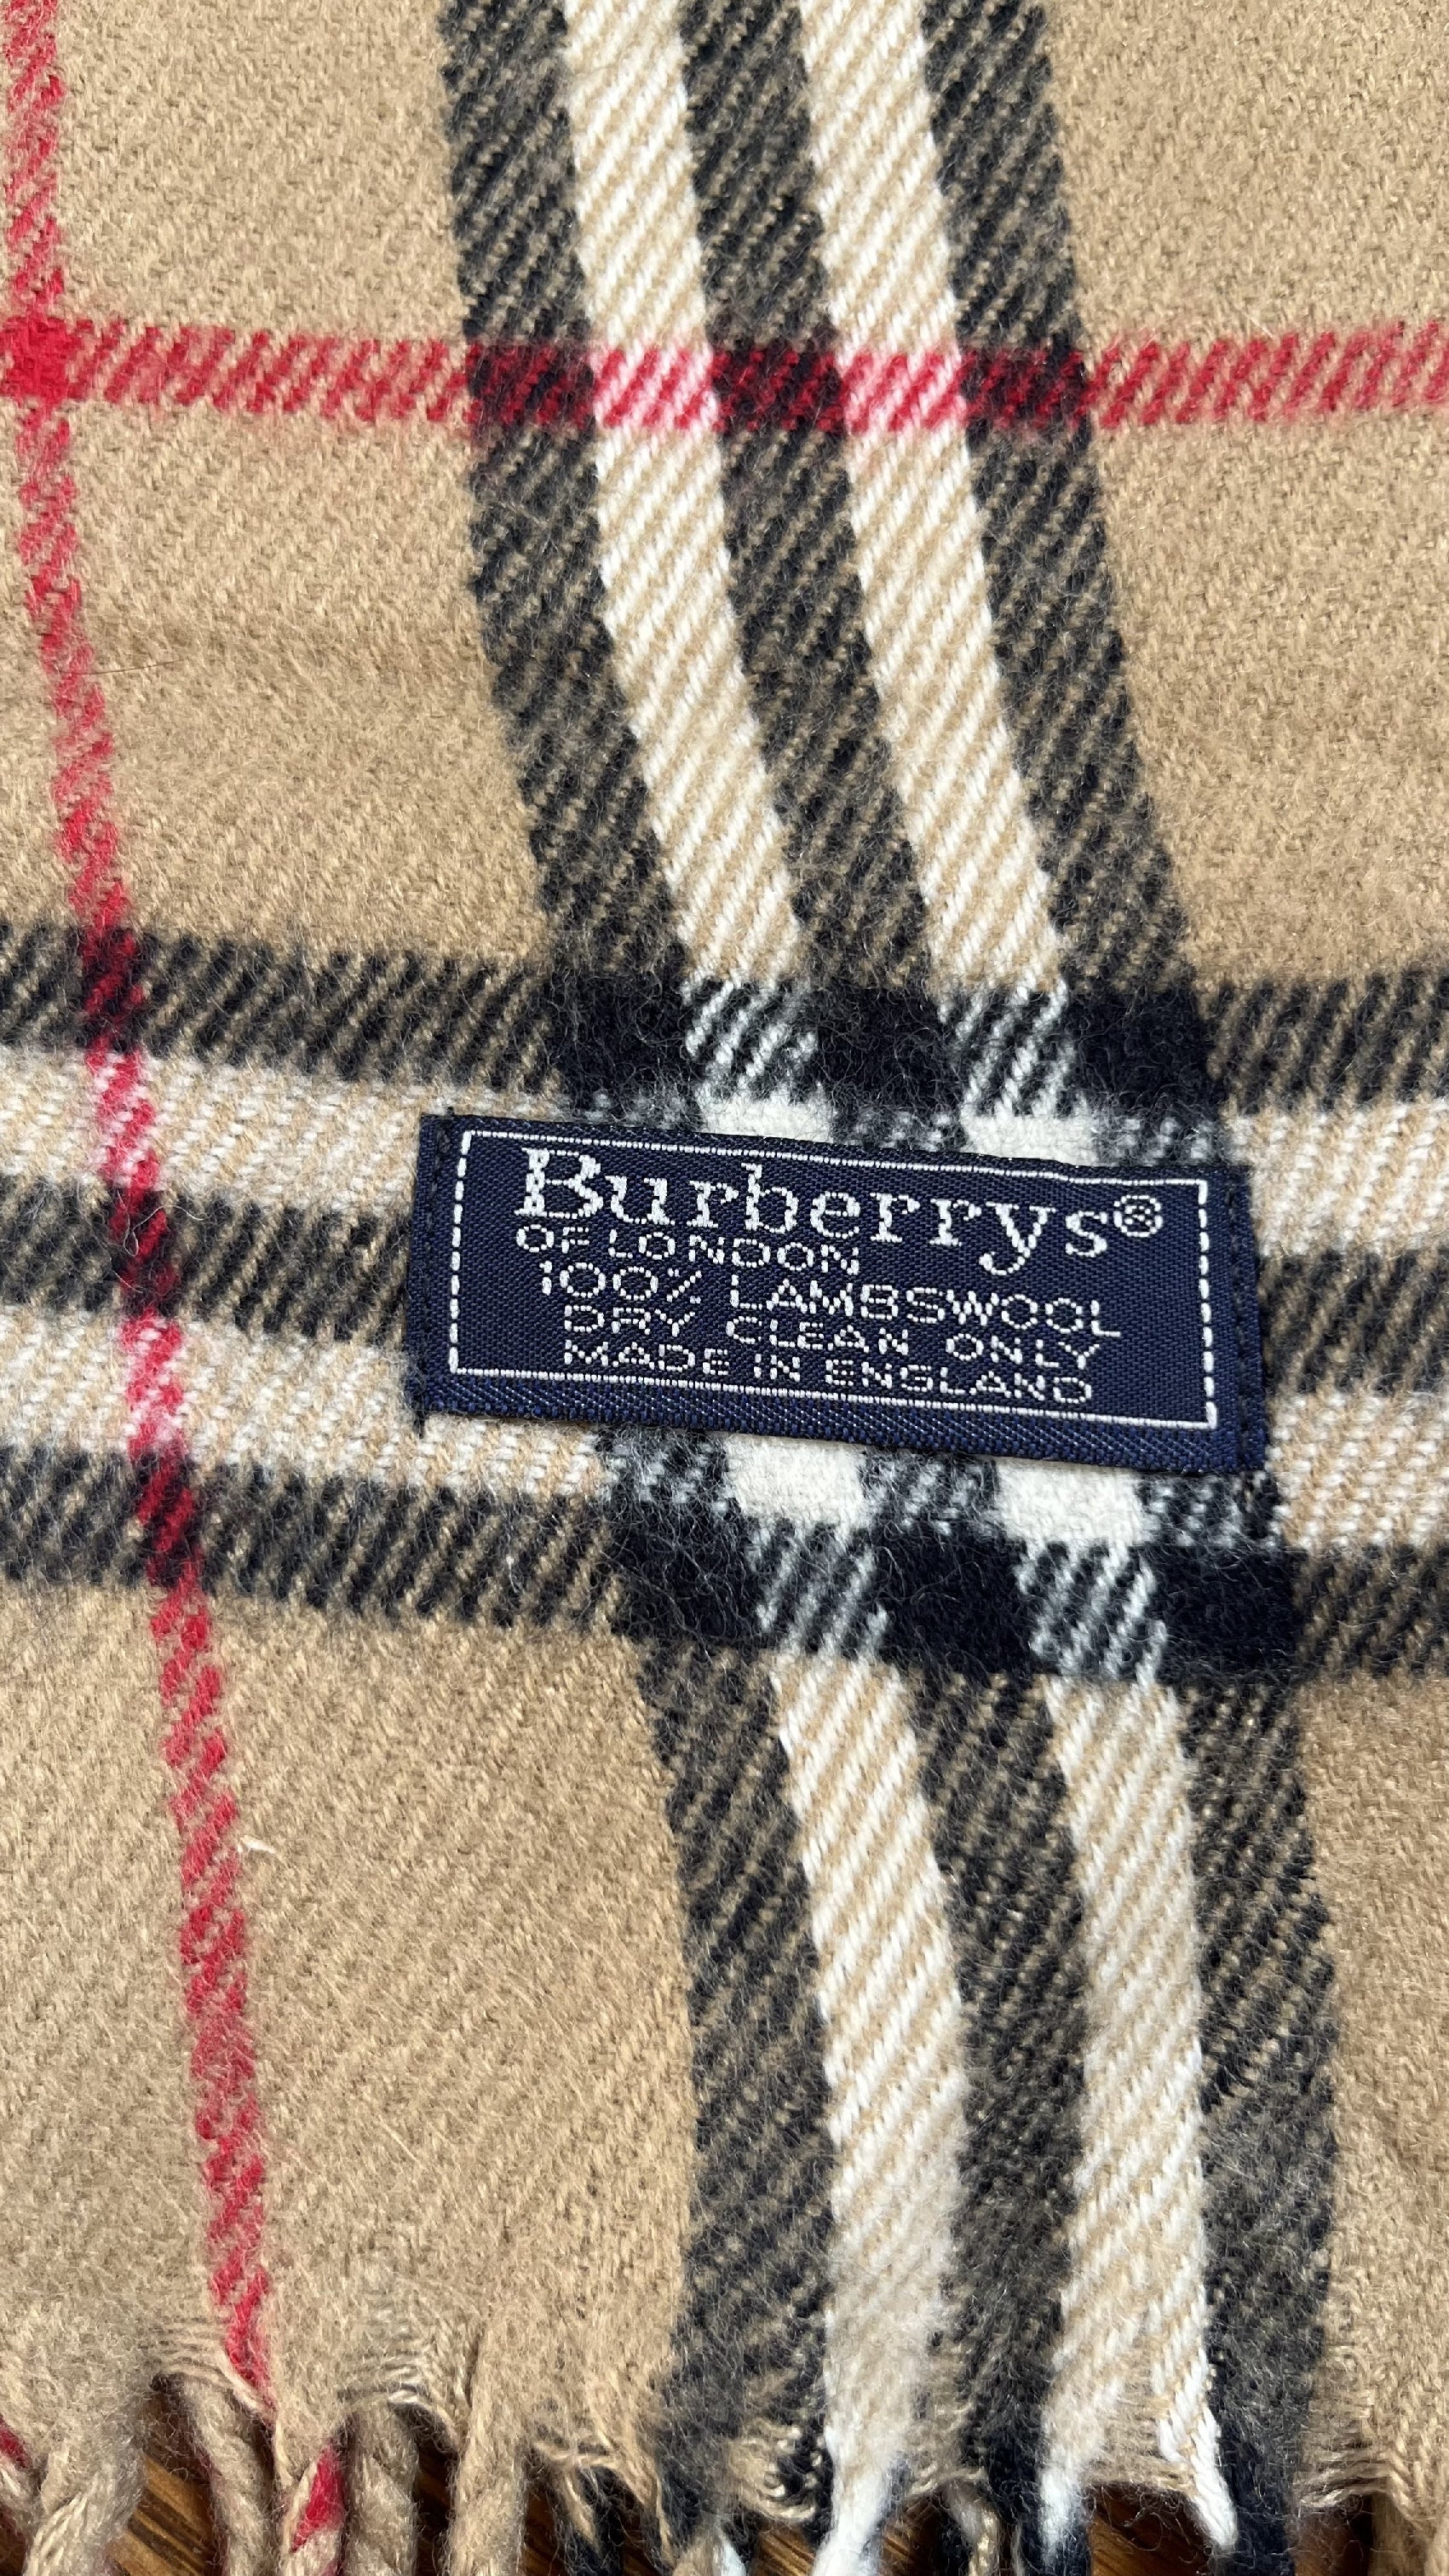 Burberrys®
OF LONDON
100% LAMBSWOOL
DRY CLEAN ONLY
MADE IN ENGLAND